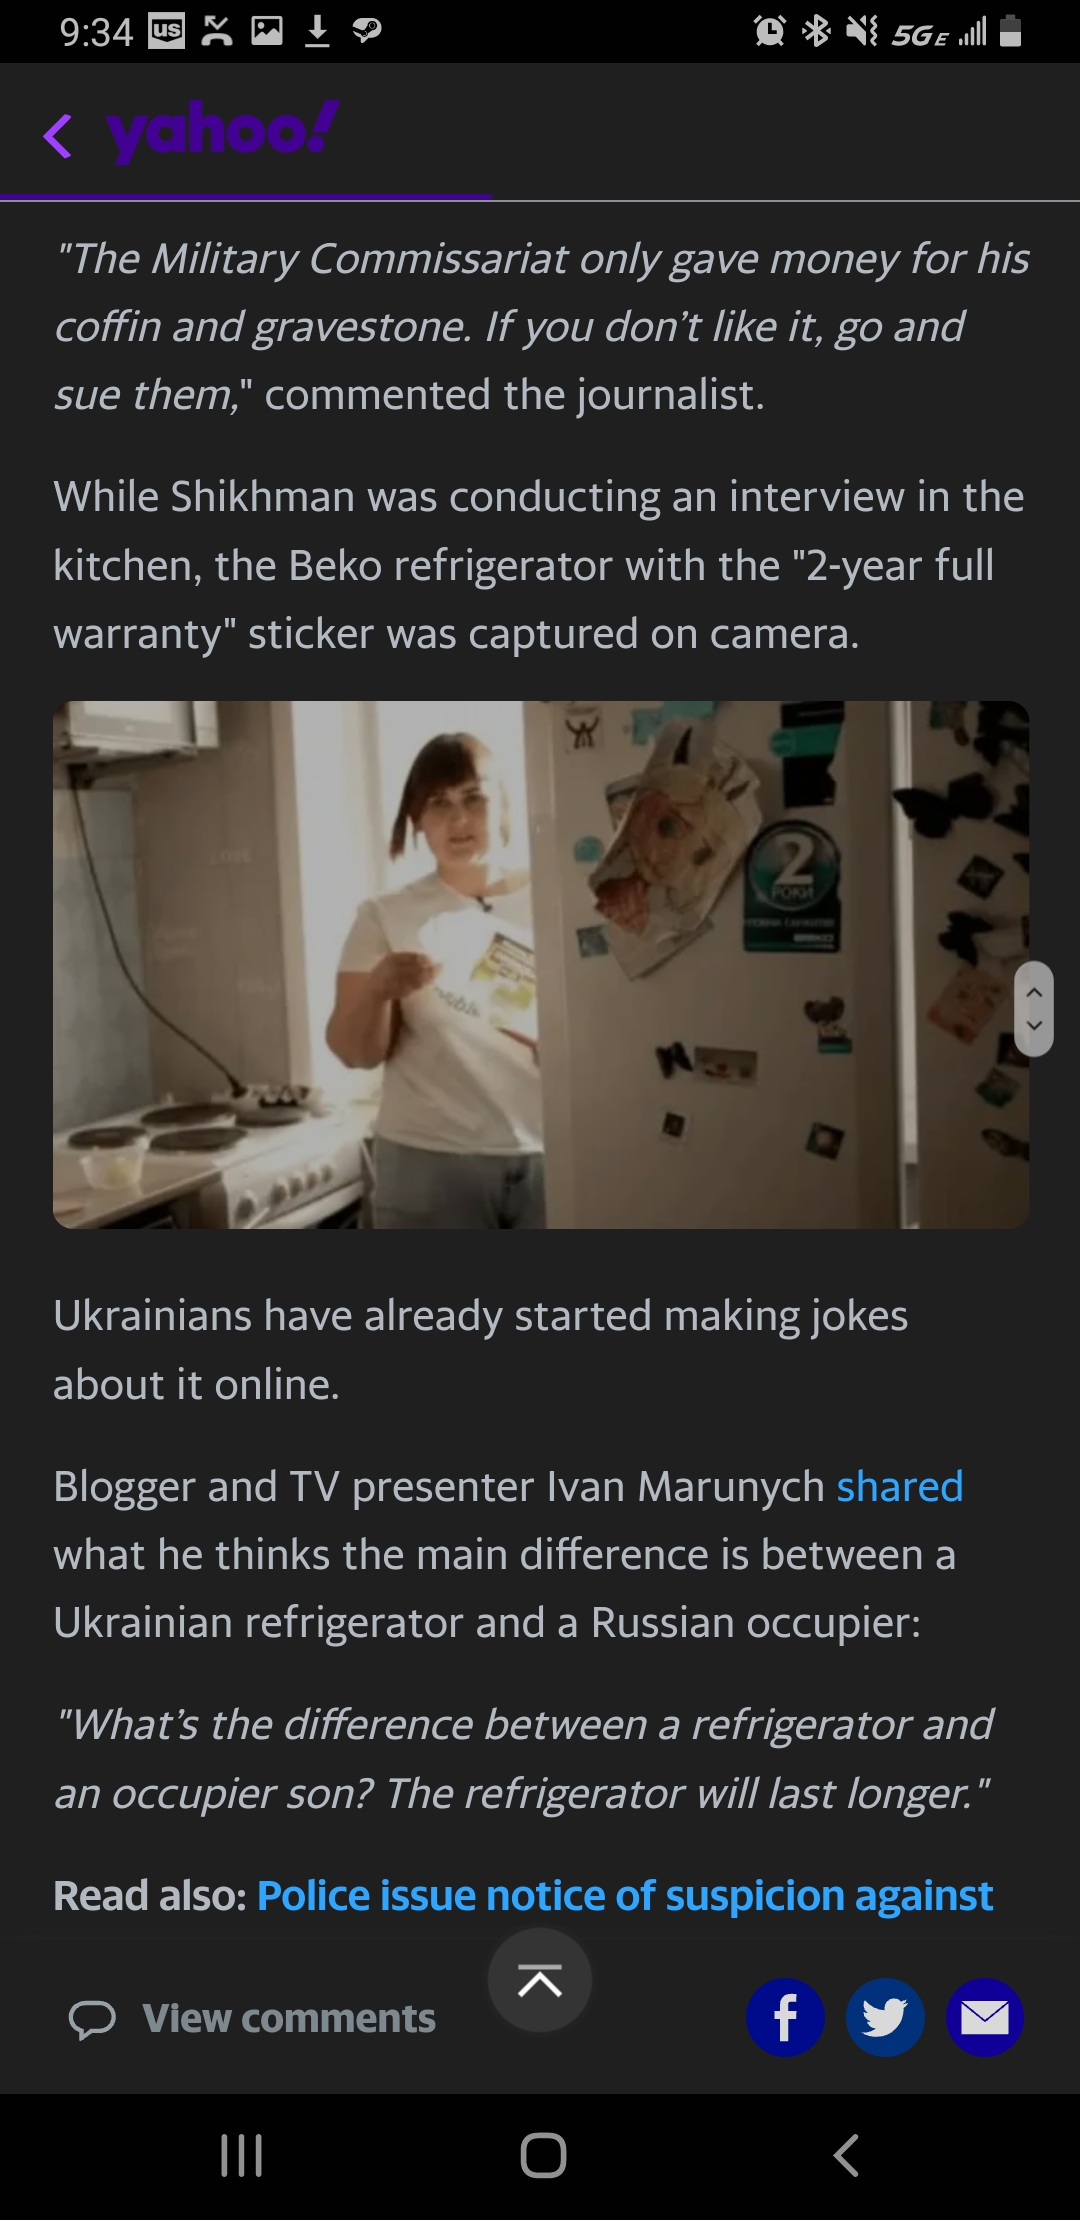 9:34 us 5GE
yahoo!
"The Military Commissariat only gave money for his
coffin and gravestone. If you don’t like it, go and
sue them," commented the journalist.
While Shikhman was conducting an interview in the
kitchen, the Beko refrigerator with the "2-year full
warranty" sticker was captured on camera.
2
РОКИ
Ukrainians have already started making jokes
about it online.
Blogger and TV presenter Ivan Marunych shared
what he thinks the main difference is between a
Ukrainian refrigerator and a Russian occupier:
"What’s the difference between a refrigerator and
an occupier son? The refrigerator will last longer."
Read also: Police issue notice of suspicion against
View comments